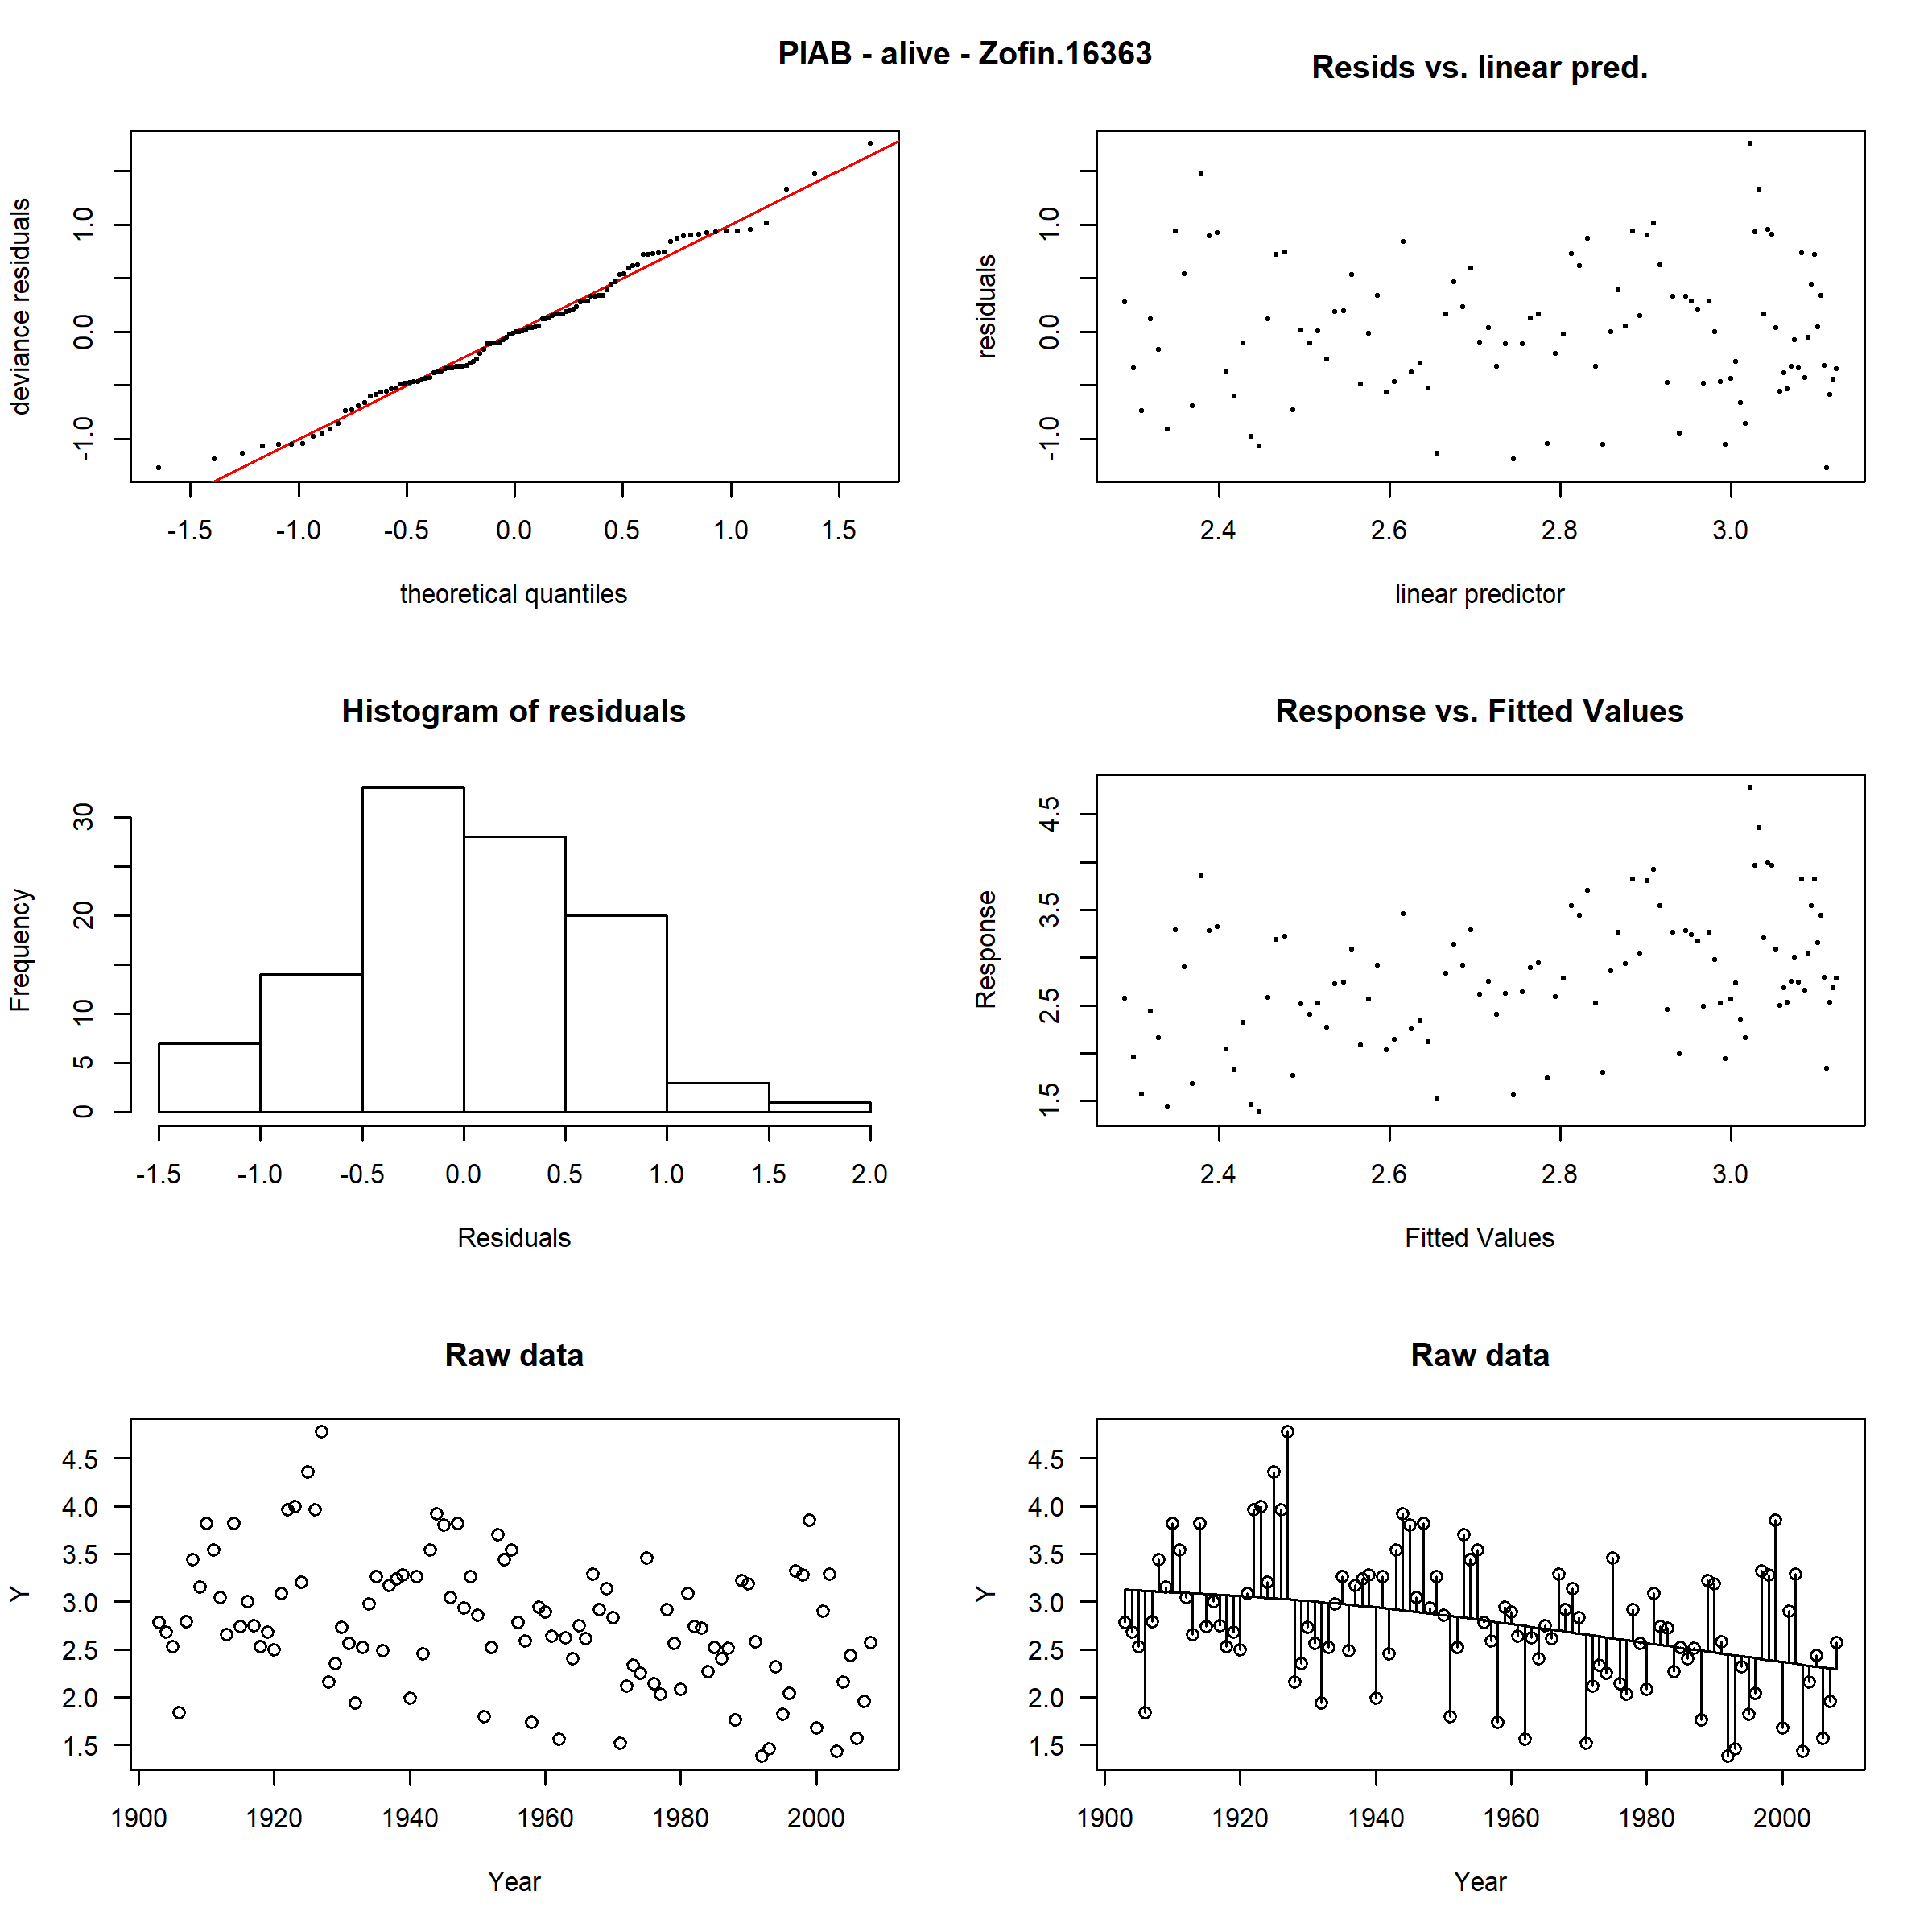 PIAB - alive - Zofin.16363
Resids vs. linear pred.
deviance residuals
-1.0 0.0 1.0
-1.5 -1.0 -0.5 0.0 0.5 1.0 1.5
theoretical quantiles
residuals
-1.0 0.0 1.0
2.4 2.6 2.8 3.0
linear predictor
Histogram of residuals
Frequency
0 5 10 20 30
-1.5 -1.0 -0.5 0.0 0.5 1.0 1.5 2.0
Residuals
Response vs. Fitted Values
Response
1.5 2.5 3.5 4.5
2.4 2.6 2.8 3.0
Fitted Values
Raw data
Y
4.5
4.0
3.5
3.0
2.5
2.0
1.5
1900 1920 1940 1960 1980 2000
Year
Raw data
Y
4.5
4.0
3.5
3.0
2.5
2.0
1.5
1900 1920 1940 1960 1980 2000
Year